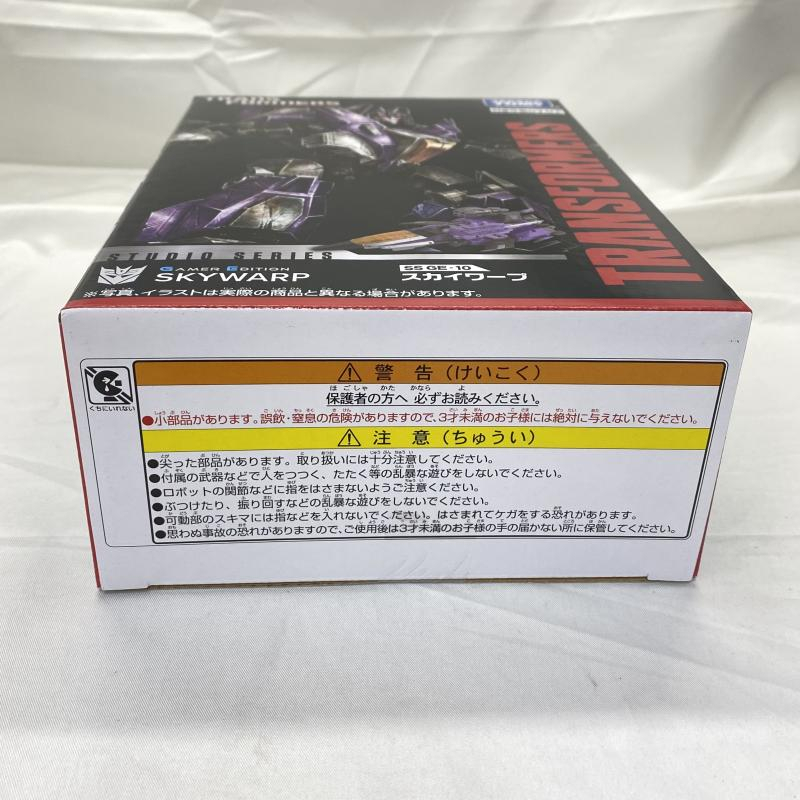 TRANSFORMERS
TRANSFORMERS
STUDIO SERIES
GAMER EDITION
SKYWARP
SS GE-10
スカイワープ
※写真、イラストは実際の商品と異なる場合があります。
くちにいれない
⚠ 警告(けいこく)
保護者の方へ 必ずお読みください。
●小部品があります。誤飲・窒息の危険がありますので、3才未満のお子様には絶対に与えないでください。
⚠ 注意(ちゅうい)
●尖った部品があります。取り扱いには十分注意してください。
●付属の武器などで人をつつく、たたく等の乱暴な遊びをしないでください。
●ロボットの関節などに指をはさまないようご注意ください。
●ぶつけたり、振り回すなどの乱暴な遊びをしないでください。
●可動部のスキマには指などを入れないでください。はさまれてケガをする恐れがあります。
●思わぬ事故の恐れがありますので、ご使用後は3才未満のお子様の手の届かない所に保管してください。